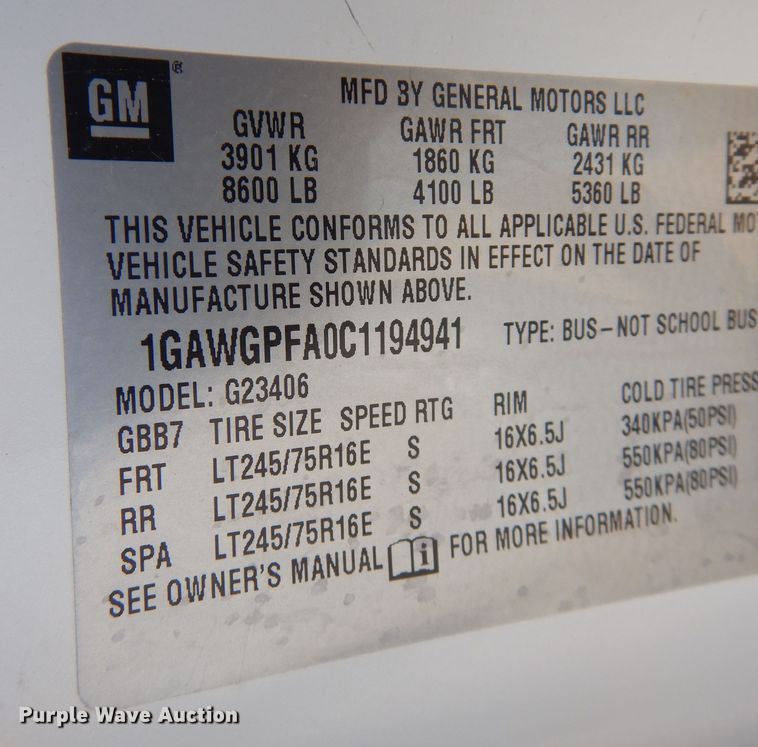 GM ®
MFD BY GENERAL MOTORS LLC
GVWR GAWR FRT GAWR RR
3901 KG 1860 KG 2431 KG
8600 LB 4100 LB 5360 LB
THIS VEHICLE CONFORMS TO ALL APPLICABLE U.S. FEDERAL MO
VEHICLE SAFETY STANDARDS IN EFFECT ON THE DATE OF
MANUFACTURE SHOWN ABOVE.
1GAWGPFA0C1194941 TYPE: BUS–NOT SCHOOL BUS
MODEL: G23406
GBB7 TIRE SIZE SPEED RTG RIM COLD TIRE PRESS
FRT LT245/75R16E S 16X6.5J 340KPA(50PSI)
RR LT245/75R16E S 16X6.5J 550KPA(80PSI)
SPA LT245/75R16E S 16X6.5J 550KPA(80PSI)
SEE OWNER'S MANUAL i FOR MORE INFORMATION.
Purple Wave Auction